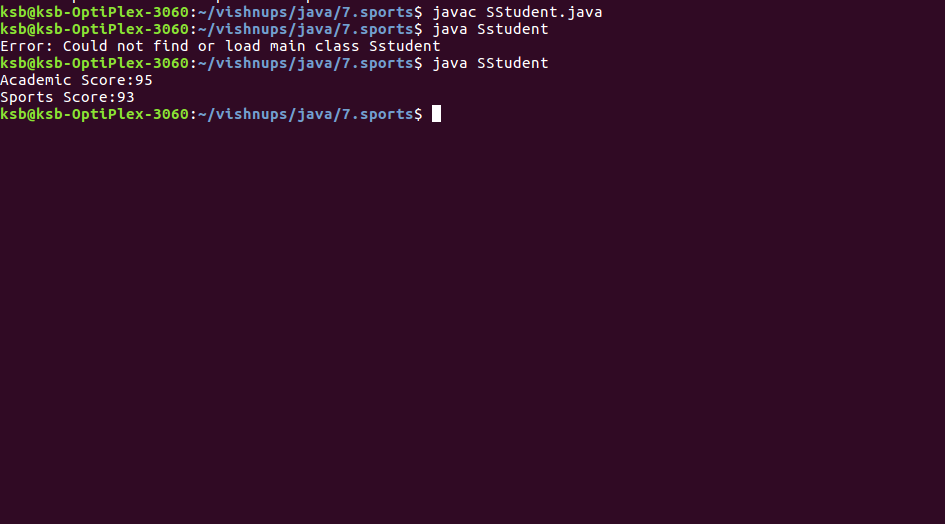 ksb@ksb-OptiPlex-3060:~/vishnups/java/7.sports$ javac SStudent.java
ksb@ksb-OptiPlex-3060:~/vishnups/java/7.sports$ java Sstudent
Error: Could not find or load main class Sstudent
ksb@ksb-OptiPlex-3060:~/vishnups/java/7.sports$ java SStudent
Academic Score:95
Sports Score:93
ksb@ksb-OptiPlex-3060:~/vishnups/java/7.sports$